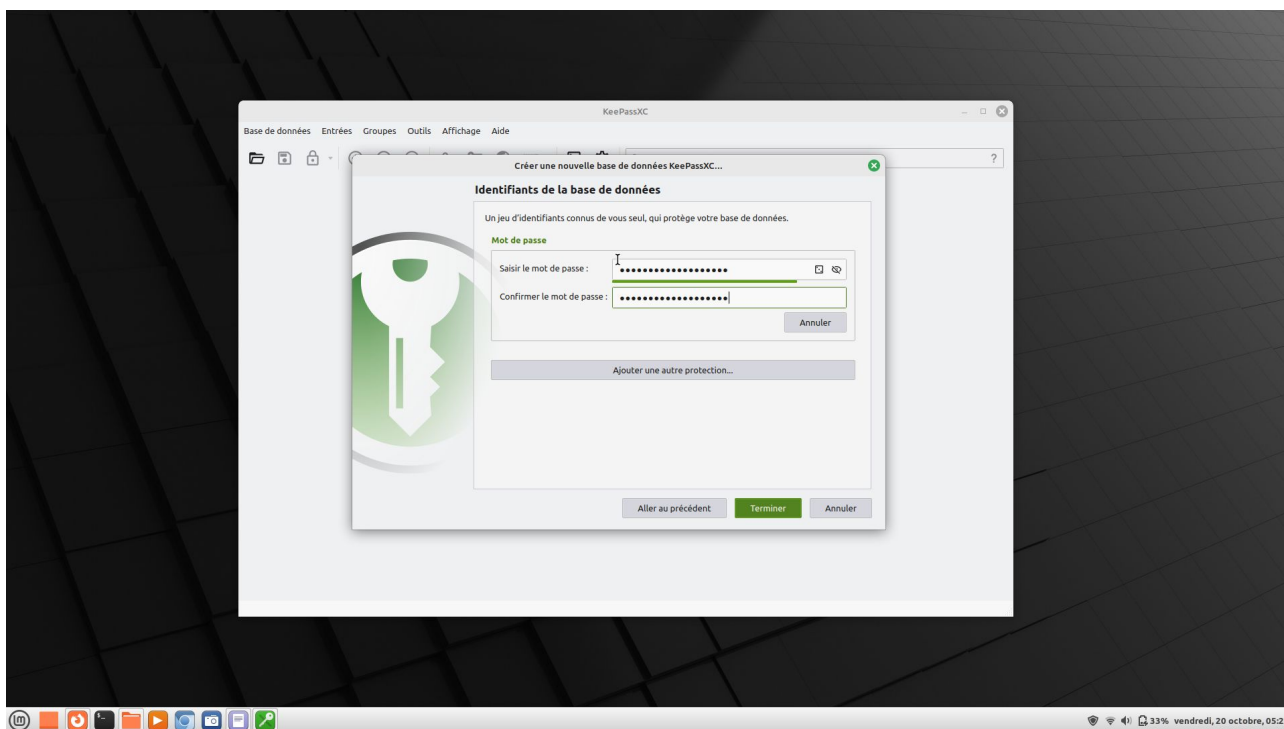 KeePassXC
Base de données Entrées Groupes Outils Affichage Aide
?
Créer une nouvelle base de données KeePassXC...
Identifiants de la base de données
Un jeu d'identifiants connus de vous seul, qui protège votre base de données.
Mot de passe
Saisir le mot de passe : •••••••••••••••••••
Confirmer le mot de passe : •••••••••••••••••••
Annuler
Ajouter une autre protection...
Aller au précédent Terminer Annuler
33% vendredi, 20 octobre, 05:2